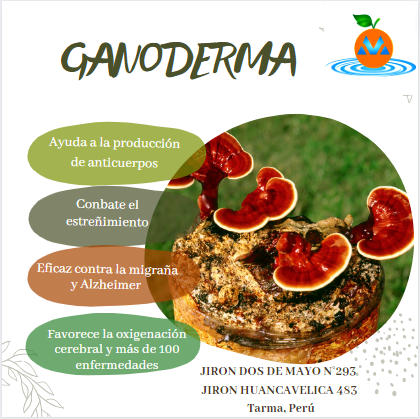 GANODERMA
Ayuda a la producción
de anticuerpos
Conbate el
estreñimiento
Eficaz contra la migraña
y Alzheimer
Favorece la oxigenación
cerebral y más de 100
enfermedades
JIRON DOS DE MAYO N°293,
JIRON HUANCAVELICA 483
Tarma, Perú